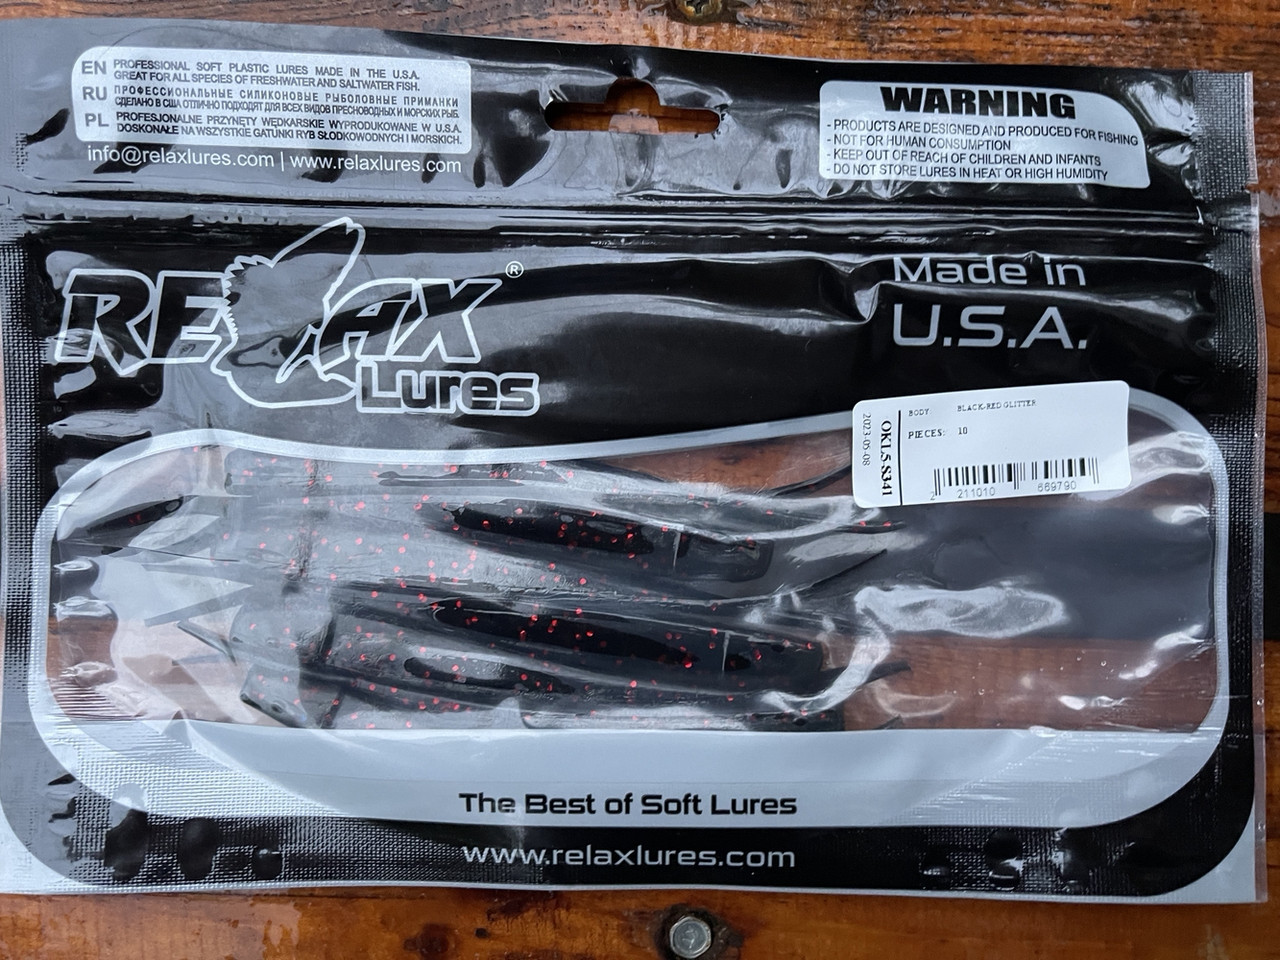 EN PROFESSIONAL SOFT PLASTIC LURES MADE IN THE U.S.A.
GREAT FOR ALL SPECIES OF FRESHWATER AND SALTWATER FISH.
RU ПРОФЕССИОНАЛЬНЫЕ СИЛИКОНОВЫЕ РЫБОЛОВНЫЕ ПРИМАНКИ
СДЕЛАНО В США ОТЛИЧНО ПОДХОДЯТ ДЛЯ ВСЕХ ВИДОВ ПРЕСНОВОДНЫХ И МОРСКИХ РЫБ.
PL PROFESJONALNE PRZYNĘTY WĘDKARSKIE WYPRODUKOWANE W U.S.A.
DOSKONAŁE NA WSZYSTKIE GATUNKI RYB SŁODKOWODNYCH I MORSKICH.
info@relaxlures.com | www.relaxlures.com
WARNING
- PRODUCTS ARE DESIGNED AND PRODUCED FOR FISHING
- NOT FOR HUMAN CONSUMPTION
- KEEP OUT OF REACH OF CHILDREN AND INFANTS
- DO NOT STORE LURES IN HEAT OR HIGH HUMIDITY
RELAX ®
Lures
Made in
U.S.A.
2023-05-08
OKL5-S341
BODY BLACK-RED GLITTER
PIECES: 10
2 211010 669790
The Best of Soft Lures
www.relaxlures.com